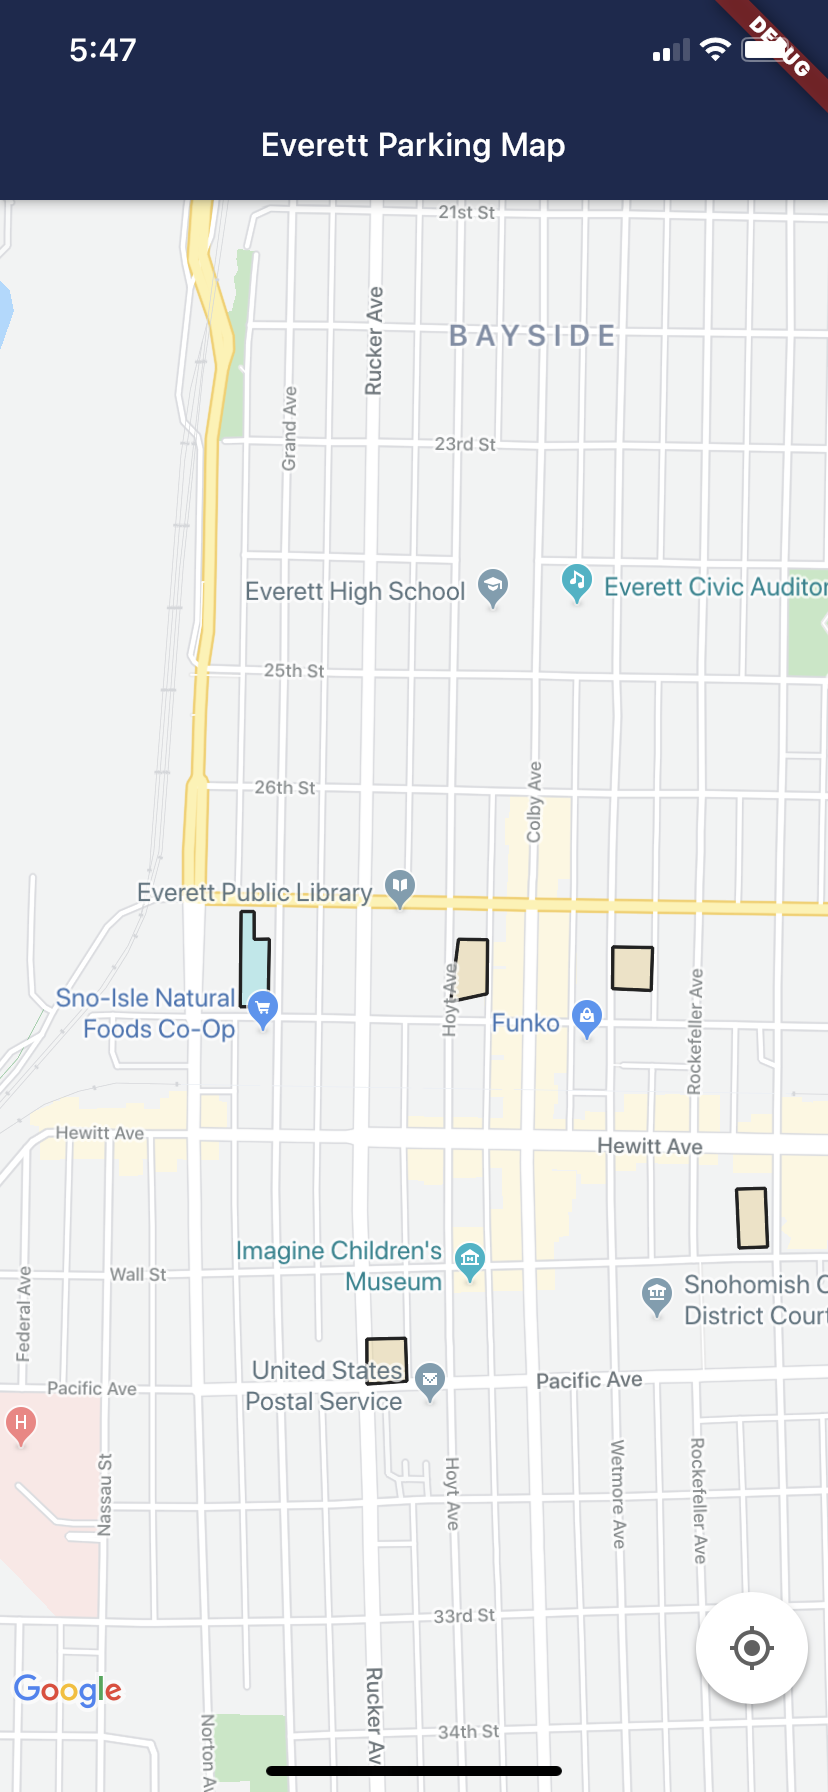 5:47
DEBUG
Everett Parking Map
21st St
Rucker Ave
BAYSIDE
Grand Ave
23rd St
Everett High School
Everett Civic Auditor
25th St
26th St
Colby Ave
Everett Public Library
Hoyt Ave
Sno-Isle Natural
Foods Co-Op
Funko
Rockefeller Ave
Hewitt Ave
Hewitt Ave
Imagine Children's
Museum
Wall St
Federal Ave
Snohomish C
District Court
United States
Postal Service
Pacific Ave
Pacific Ave
H
Nassau St
Hoyt Ave
Wetmore Ave
Rockefeller Ave
33rd St
Google
Rucker Av
Norton Av
34th St